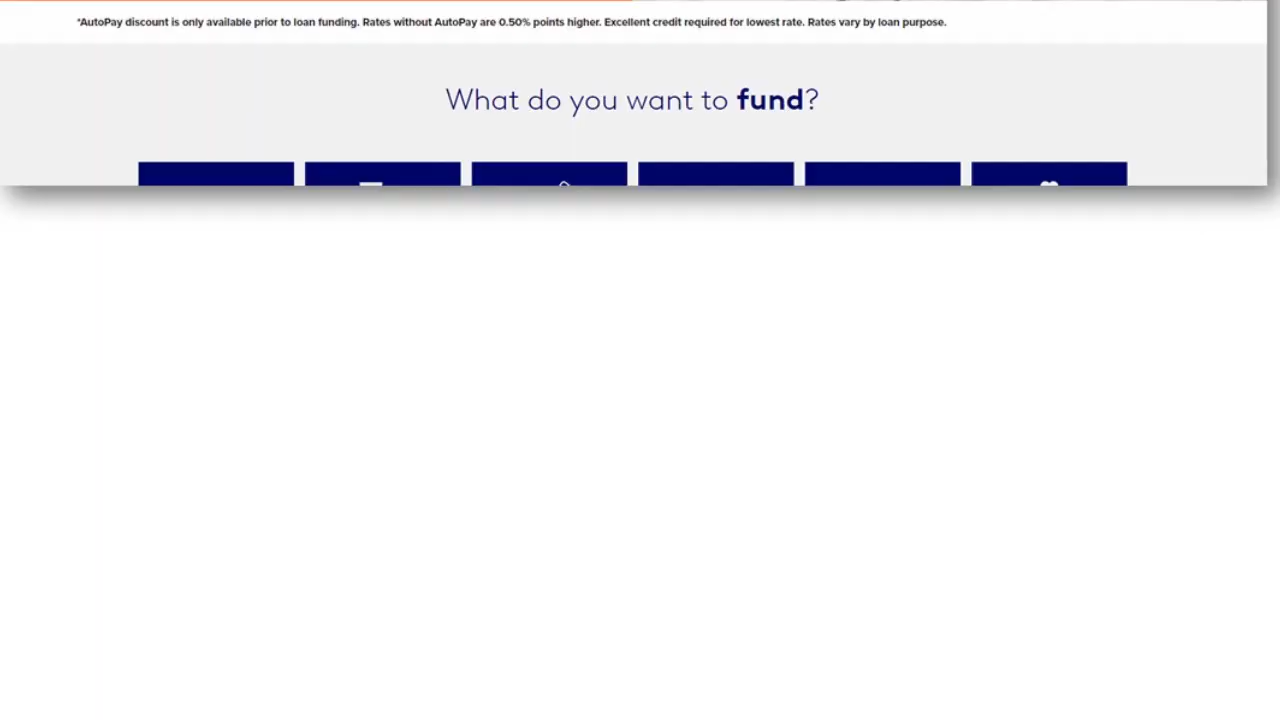 *AutoPay discount is only available prior to loan funding. Rates without AutoPay are 0.50% points higher. Excellent credit required for lowest rate. Rates vary by loan purpose.
What do you want to fund?